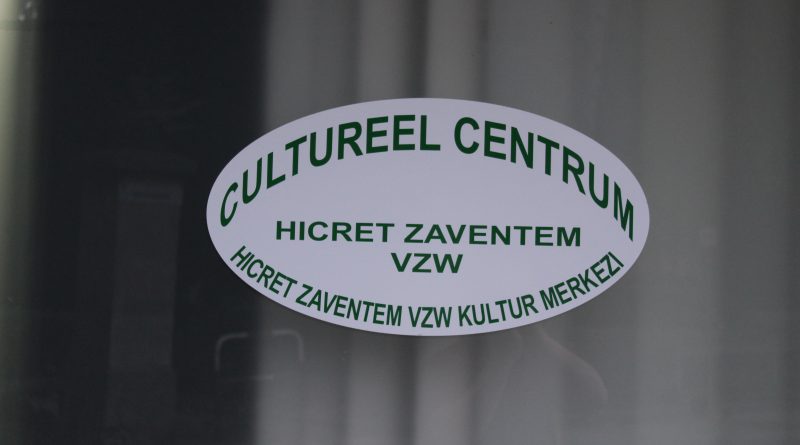 CULTUREEL CENTRUM
HICRET ZAVENTEM
VZW
HICRET ZAVENTEM VZW KULTUR MERKEZI